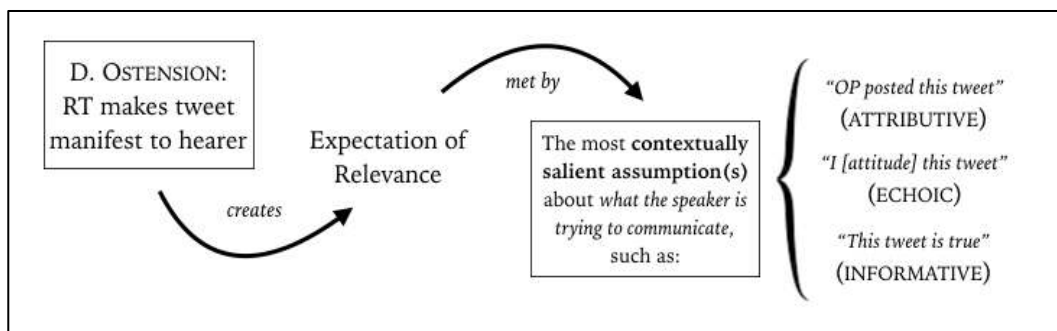 D. OSTENSION:
RT makes tweet
manifest to hearer
creates
Expectation of
Relevance
met by
The most contextually
salient assumption(s)
about what the speaker is
trying to communicate,
such as:
“OP posted this tweet”
(ATTRIBUTIVE)
“I [attitude] this tweet”
(ECHOIC)
“This tweet is true”
(INFORMATIVE)